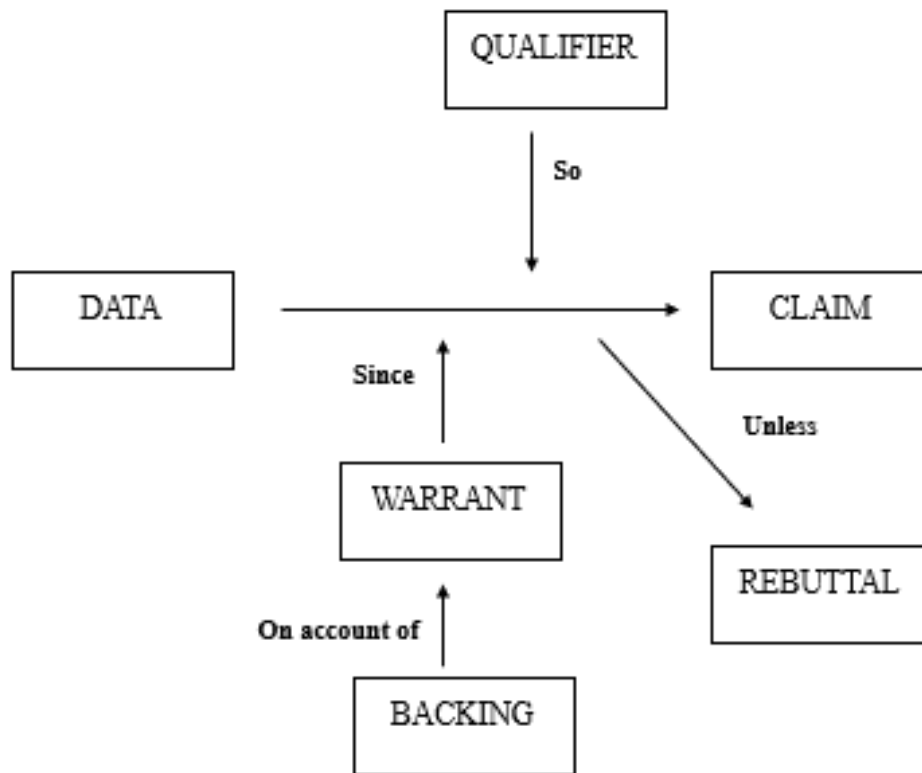 QUALIFIER
So
DATA
CLAIM
Since
Unless
WARRANT
REBUTTAL
On account of
BACKING